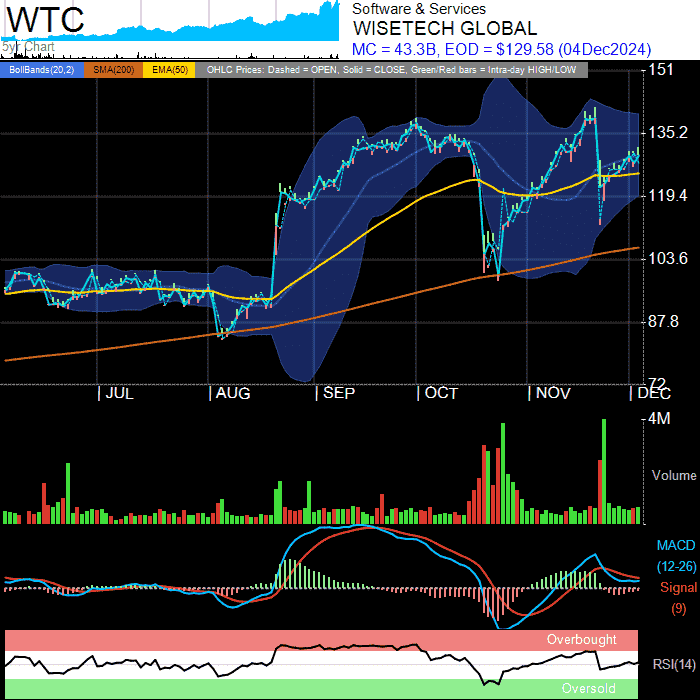 WTC
5yr Chart
Software & Services
WISETECH GLOBAL
MC = 43.3B, EOD = $129.58 (04Dec2024)
BollBands(20,2) SMA(200) EMA(50) OHLC Prices: Dashed = OPEN, Solid = CLOSE, Green/Red bars = Intra-day HIGH/LOW
151
135.2
119.4
103.6
87.8
72
| JUL | AUG | SEP | OCT | NOV | DEC
4M
Volume
MACD
(12-26)
Signal
(9)
Overbought
RSI(14)
Oversold